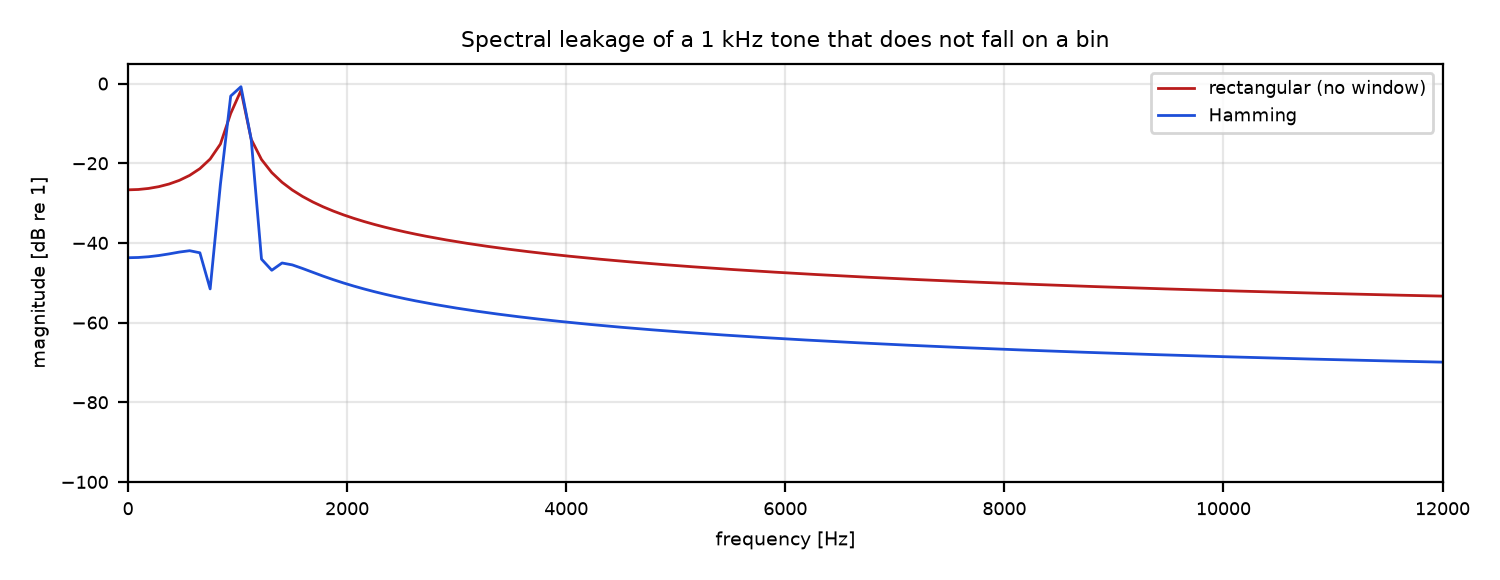 Spectral leakage of a 1 kHz tone that does not fall on a bin
rectangular (no window)
Hamming
magnitude [dB re 1]
0
−20
−40
−60
−80
−100
0 2000 4000 6000 8000 10000 12000
frequency [Hz]